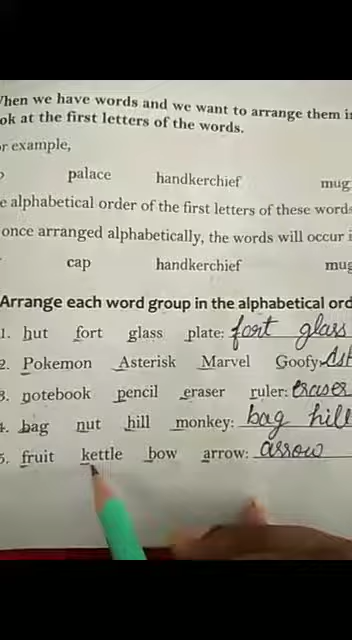 When we have words and we want to arrange them i
ok at the first letters of the words.
r example,
palace handkerchief mug
e alphabetical order of the first letters of these word
once arranged alphabetically, the words will occur i
cap handkerchief mug
Arrange each word group in the alphabetical ord
1. hut fort glass plate: fort glass
2. Pokemon Asterisk Marvel Goofy: Ast
3. notebook pencil eraser ruler: eraser
4. bag nut hill monkey: bag hill
5. fruit kettle bow arrow: arrow